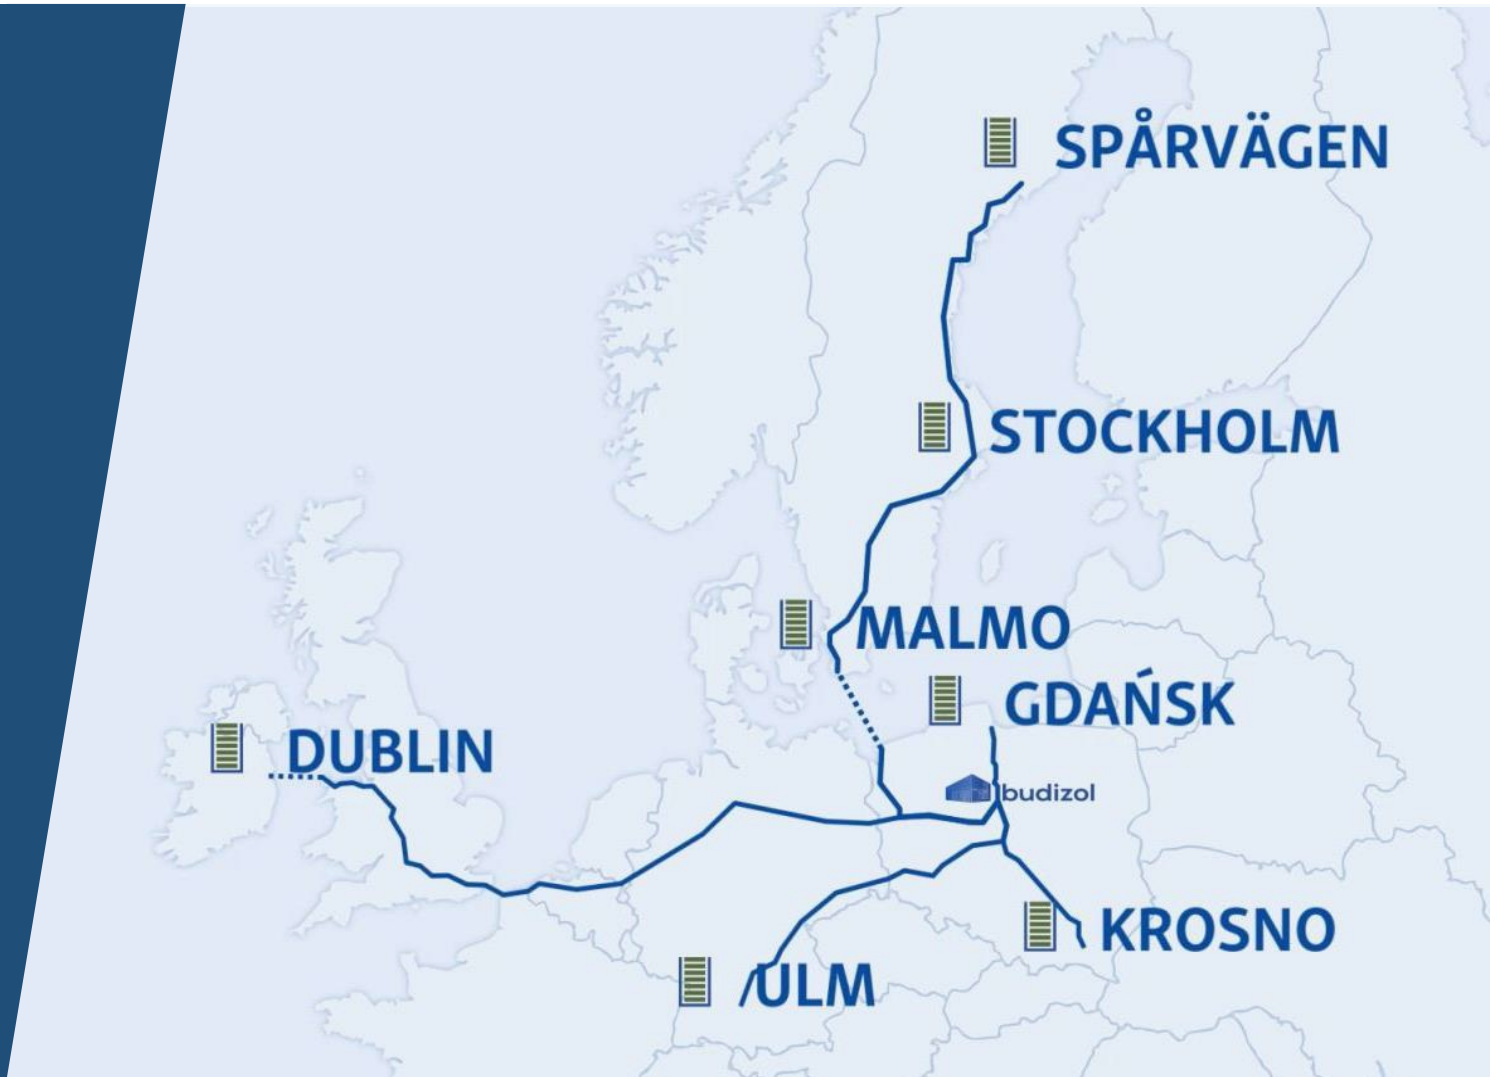 SPÅRVÄGEN
STOCKHOLM
MALMO
GDAŃSK
DUBLIN
budizol
KROSNO
ULM